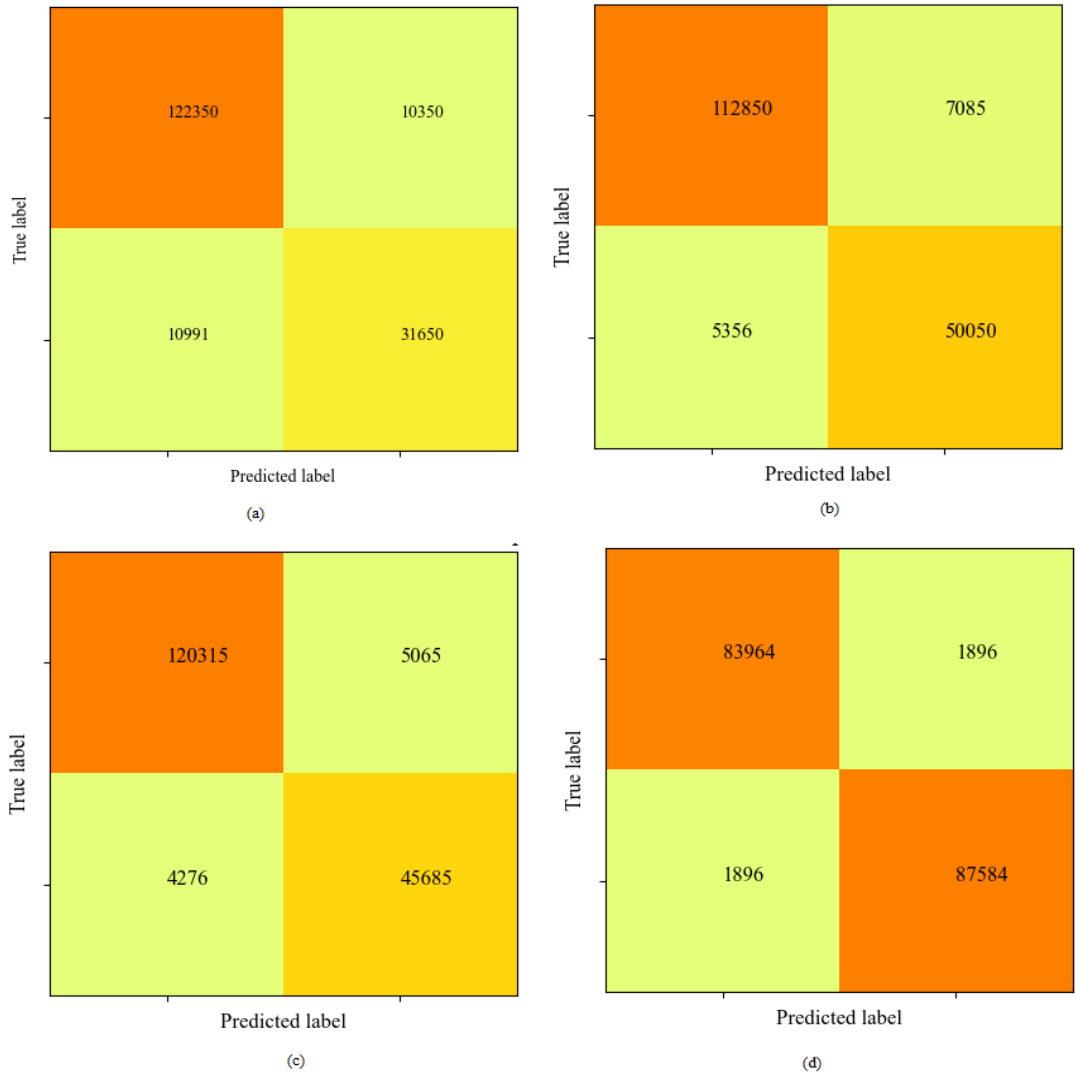 122350 10350
True label
10991 31650
Predicted label
(a)
112850 7085
True label
5356 50050
Predicted label
(b)
120315 5065
True label
4276 45685
Predicted label
(c)
83964 1896
True label
1896 87584
Predicted label
(d)